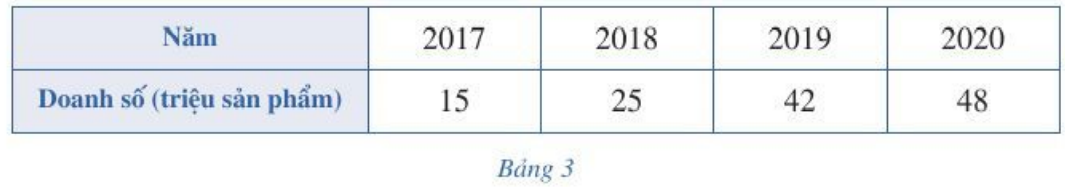 Năm 2017 2018 2019 2020
Doanh số (triệu sản phẩm) 15 25 42 48
Bảng 3